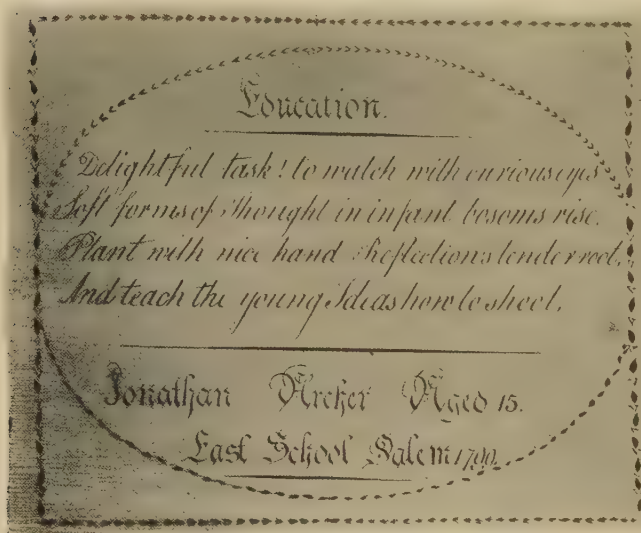 Education.
Delightful task! to watch with curious eyes
Soft forms of Thought in infant bosoms rise.
Plant with nice hand Reflections tender root,
And teach the young Ideas how to shoot.
Jonathan Archer Aged 15.
East School Salem